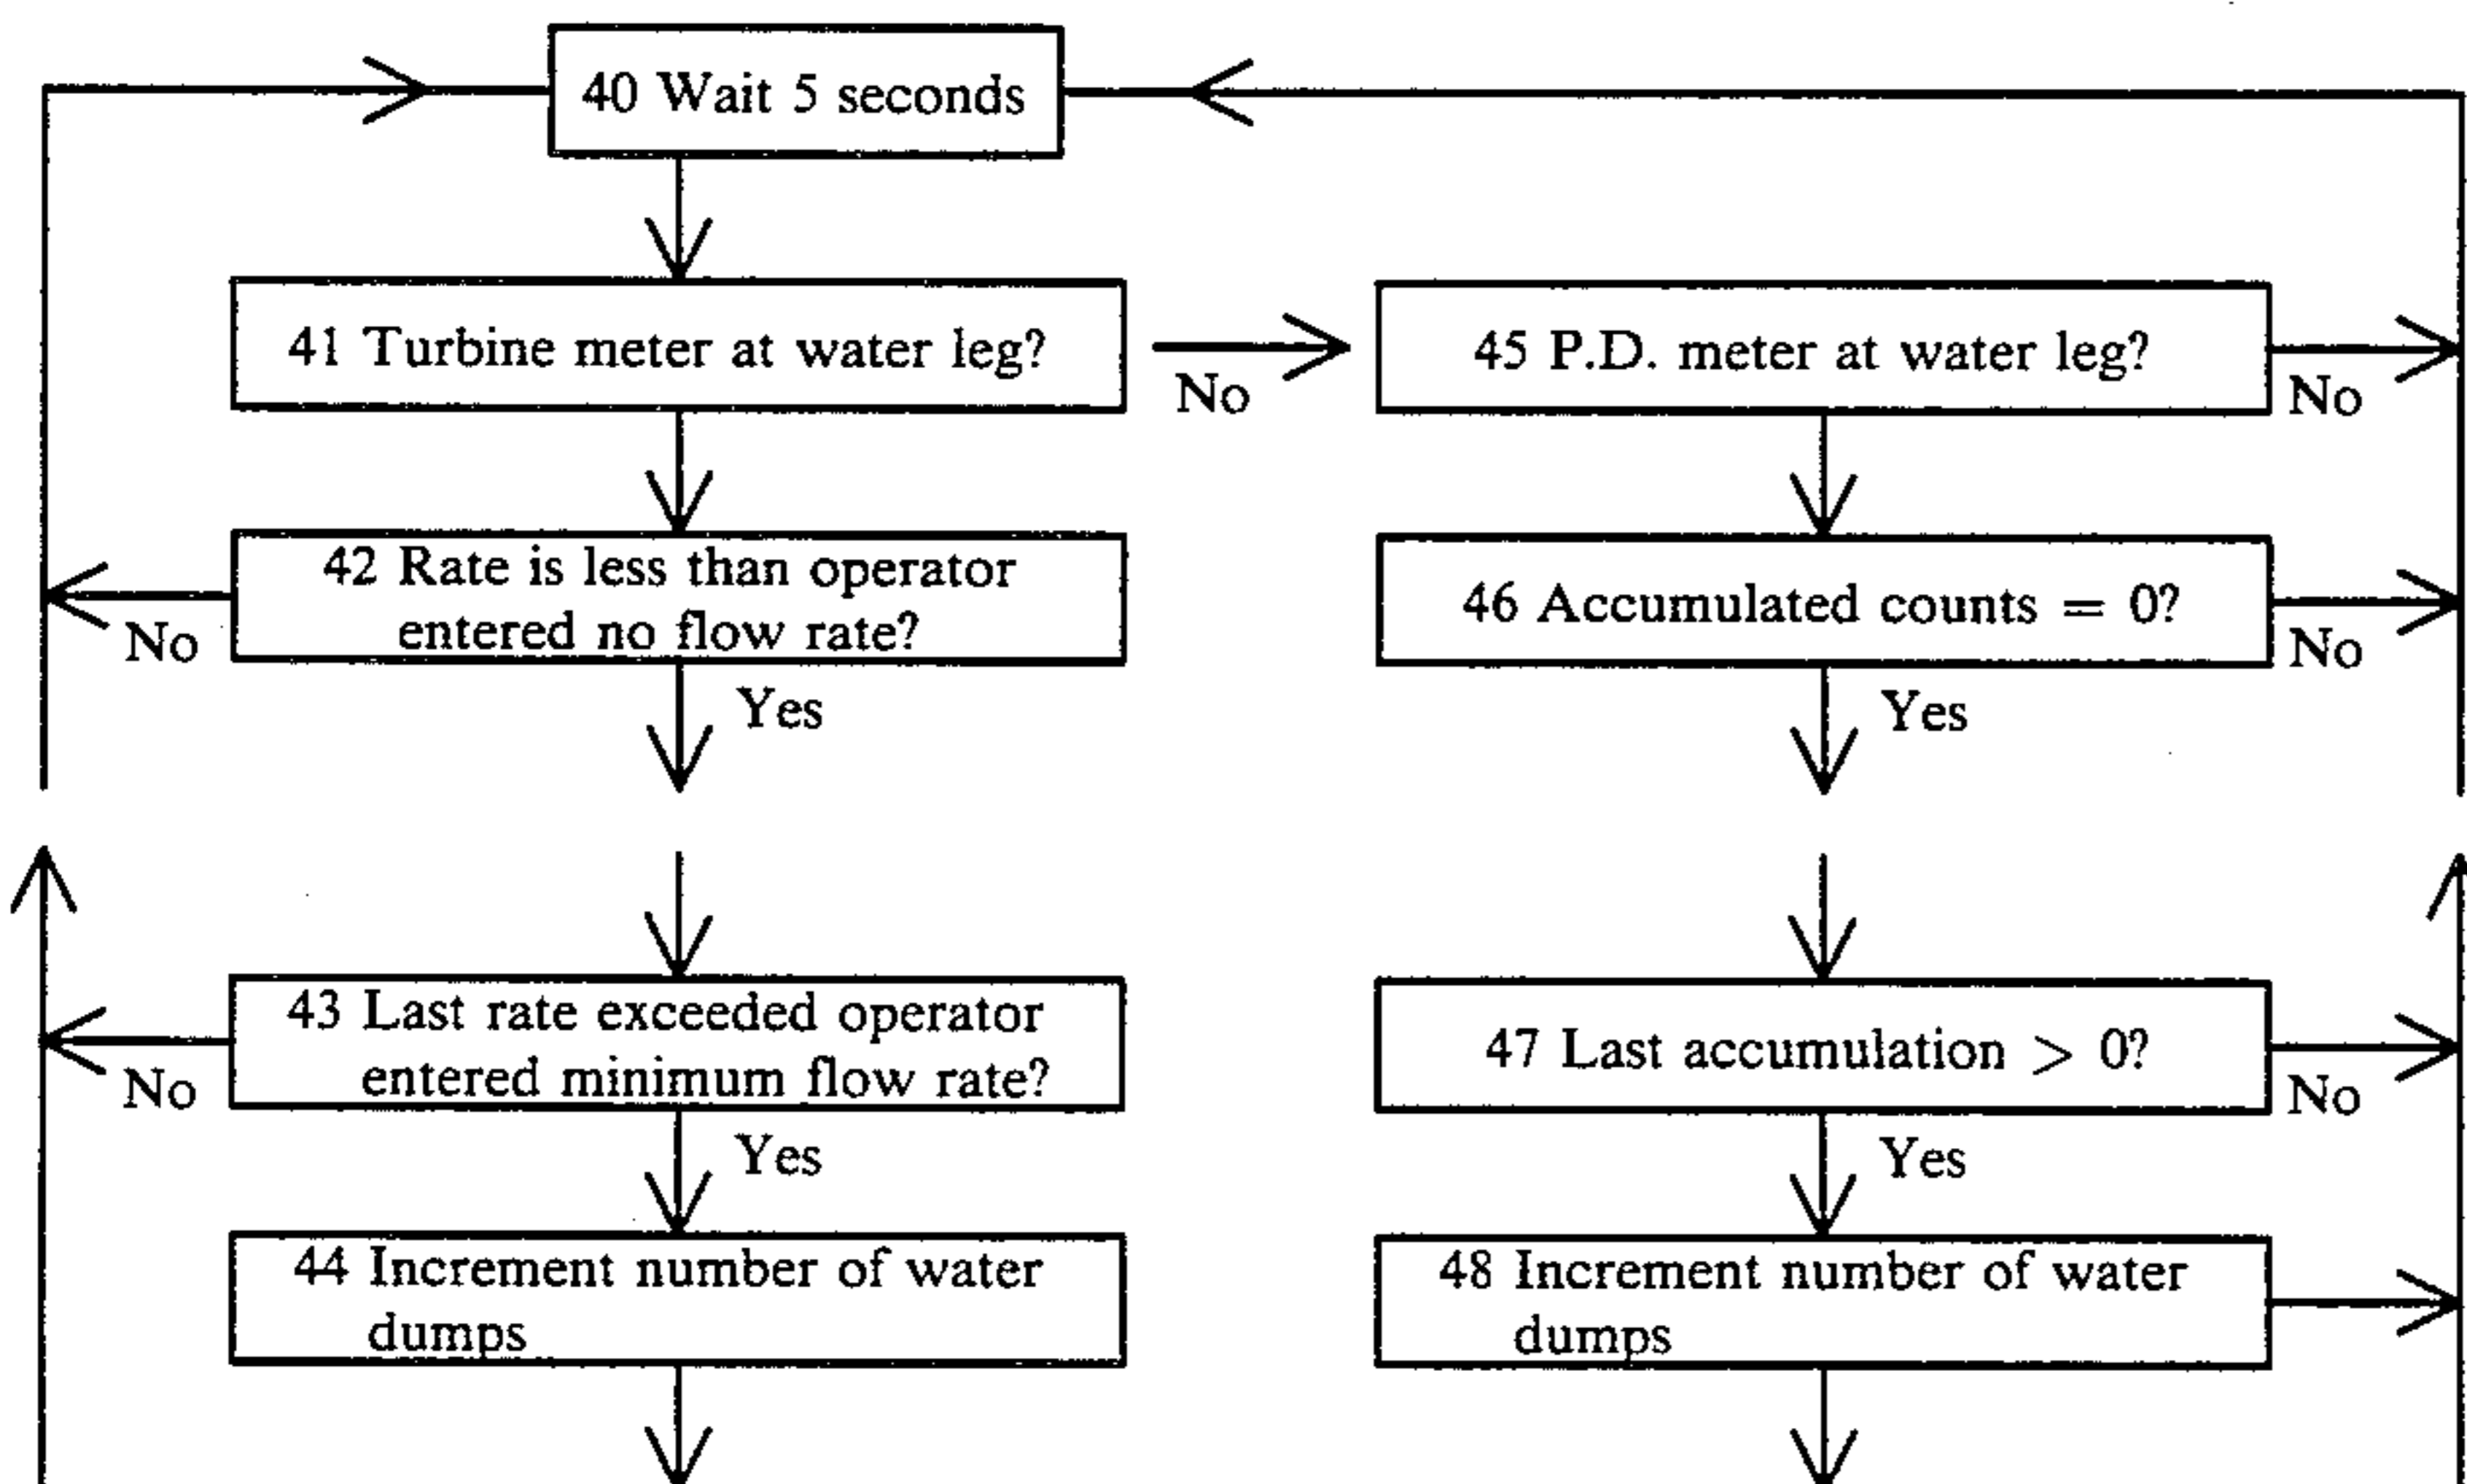 40 Wait 5 seconds
41 Turbine meter at water leg?
No
45 P.D. meter at water leg?
No
42 Rate is less than operator
entered no flow rate?
No
Yes
46 Accumulated counts = 0?
No
Yes
43 Last rate exceeded operator
entered minimum flow rate?
No
Yes
47 Last accumulation > 0?
No
Yes
44 Increment number of water
dumps
48 Increment number of water
dumps